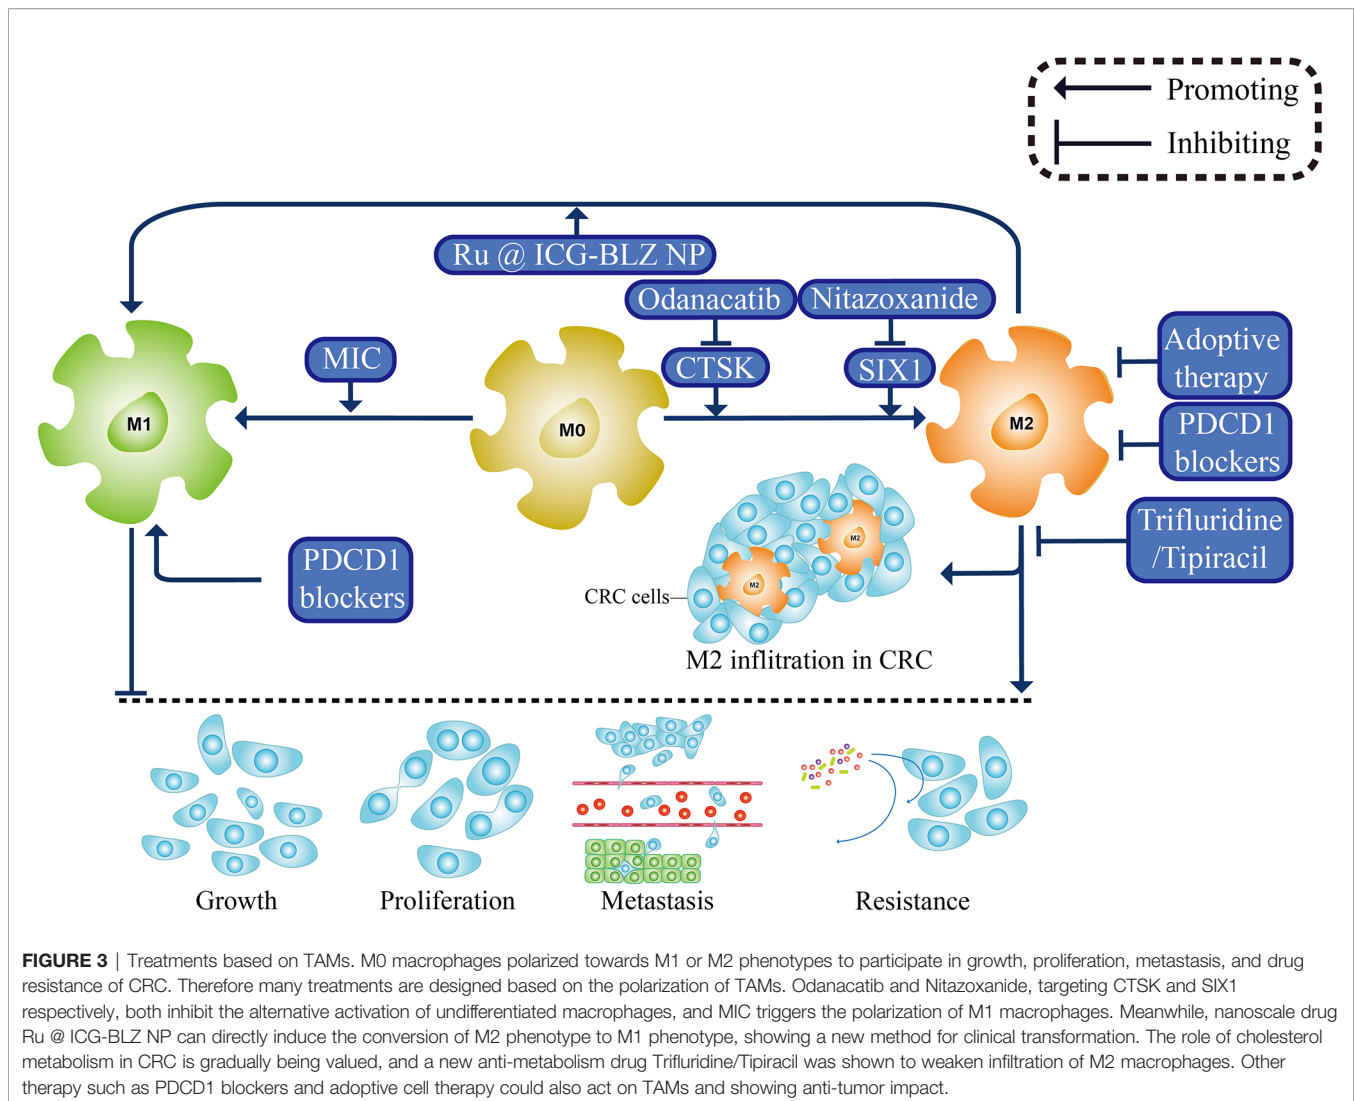 Promoting
Inhibiting
Ru @ ICG-BLZ NP
Odanacatib
Nitazoxanide
MIC
CTSK
SIX1
Adoptive
therapy
M1
M0
M2
PDCD1
blockers
Trifluridine
/Tipiracil
PDCD1
blockers
M2
M2
CRC cells
M2 inflitration in CRC
Growth
Proliferation
Metastasis
Resistance
FIGURE 3 | Treatments based on TAMs. M0 macrophages polarized towards M1 or M2 phenotypes to participate in growth, proliferation, metastasis, and drug
resistance of CRC. Therefore many treatments are designed based on the polarization of TAMs. Odanacatib and Nitazoxanide, targeting CTSK and SIX1
respectively, both inhibit the alternative activation of undifferentiated macrophages, and MIC triggers the polarization of M1 macrophages. Meanwhile, nanoscale drug
Ru @ ICG-BLZ NP can directly induce the conversion of M2 phenotype to M1 phenotype, showing a new method for clinical transformation. The role of cholesterol
metabolism in CRC is gradually being valued, and a new anti-metabolism drug Trifluridine/Tipiracil was shown to weaken infiltration of M2 macrophages. Other
therapy such as PDCD1 blockers and adoptive cell therapy could also act on TAMs and showing anti-tumor impact.